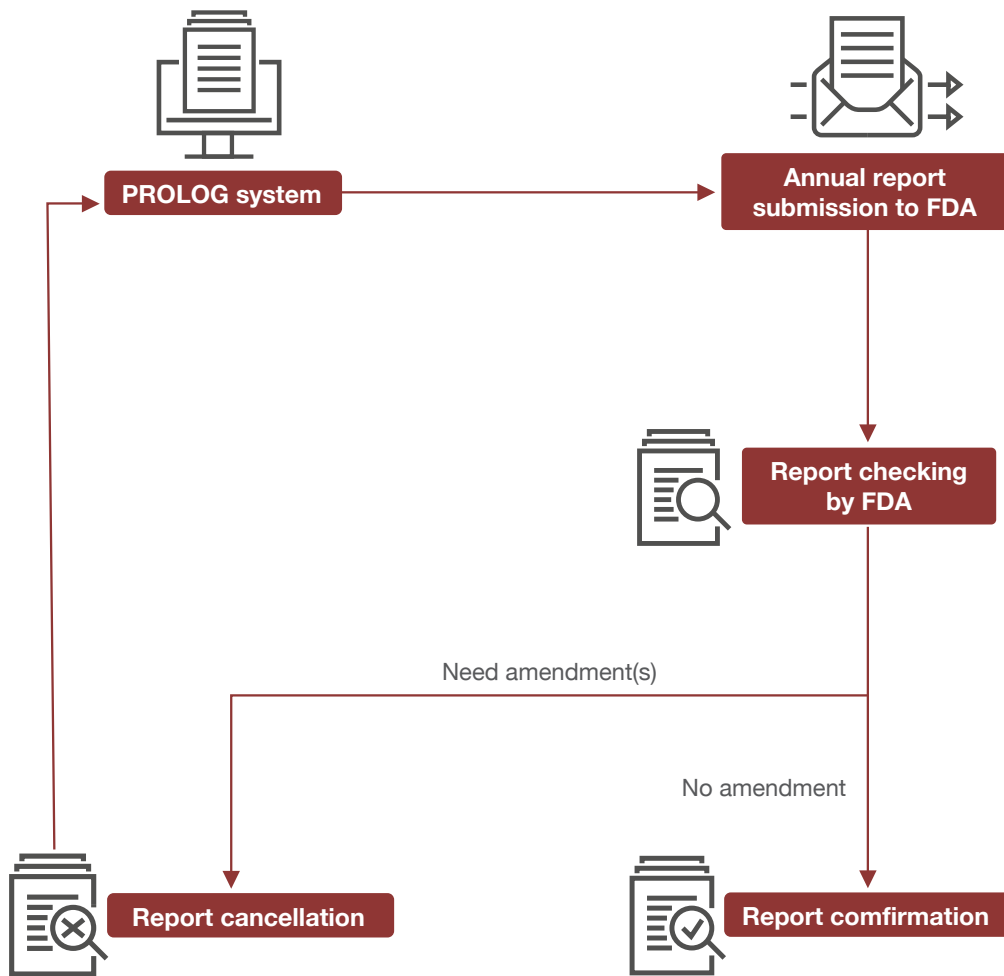 PROLOG system
Annual report
submission to FDA
Report checking
by FDA
Need amendment(s)
No amendment
Report cancellation
Report comfirmation